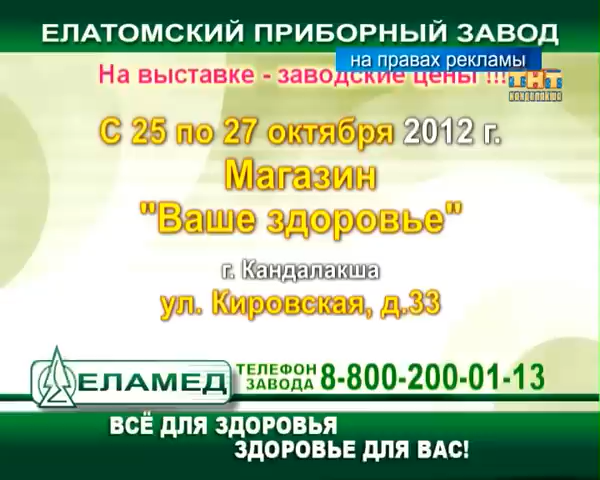 ЕЛАТОМСКИЙ ПРИБОРНЫЙ ЗАВОД
на правах рекламы
На выставке - заводские цены !!!
ТНТ
кандалакша
С 25 по 27 октября 2012 г.
Магазин
"Ваше здоровье"
г. Кандалакша
ул. Кировская, д.33
ЕЛАМЕД
ТЕЛЕФОН
ЗАВОДА 8-800-200-01-13
ВСЁ ДЛЯ ЗДОРОВЬЯ
ЗДОРОВЬЕ ДЛЯ ВАС!